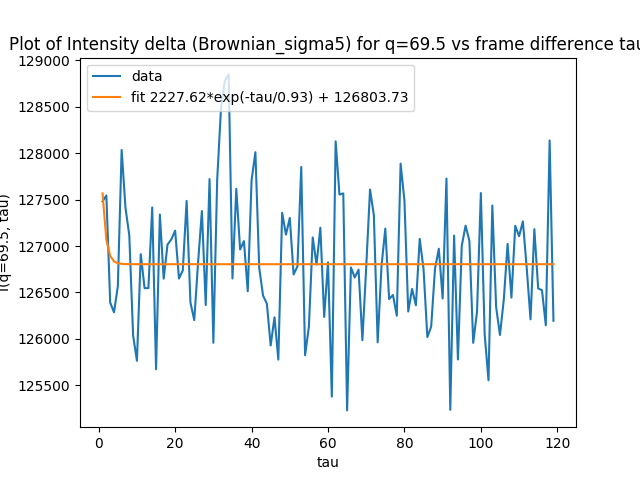 Plot of Intensity delta (Brownian_sigma5) for q=69.5 vs frame difference tau
129000
128500
128000
127500
127000
126500
126000
125500
I(q=69.5, tau)
data
fit 2227.62*exp(-tau/0.93) + 126803.73
0 20 40 60 80 100 120
tau